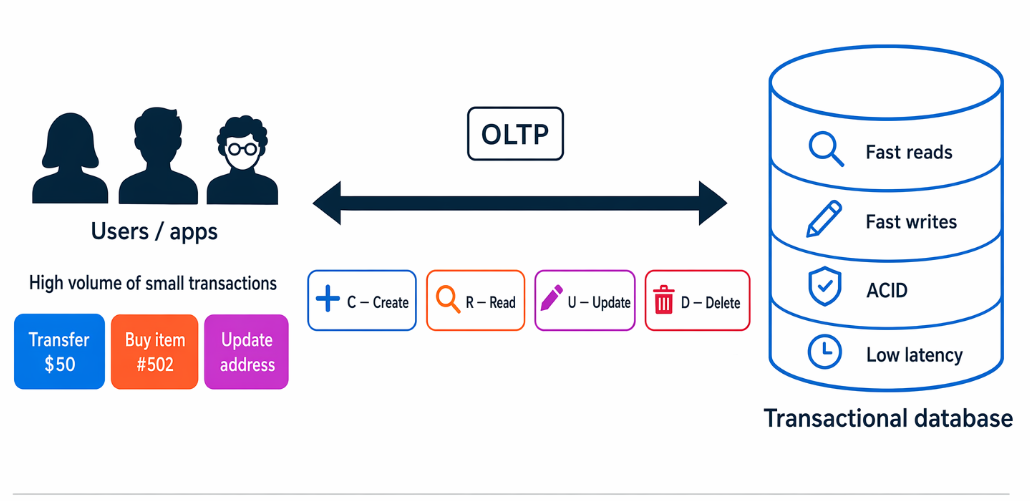 OLTP
Users / apps
High volume of small transactions
Transfer
$50
Buy item
#502
Update
address
C – Create
R – Read
U – Update
D – Delete
Fast reads
Fast writes
ACID
Low latency
Transactional database